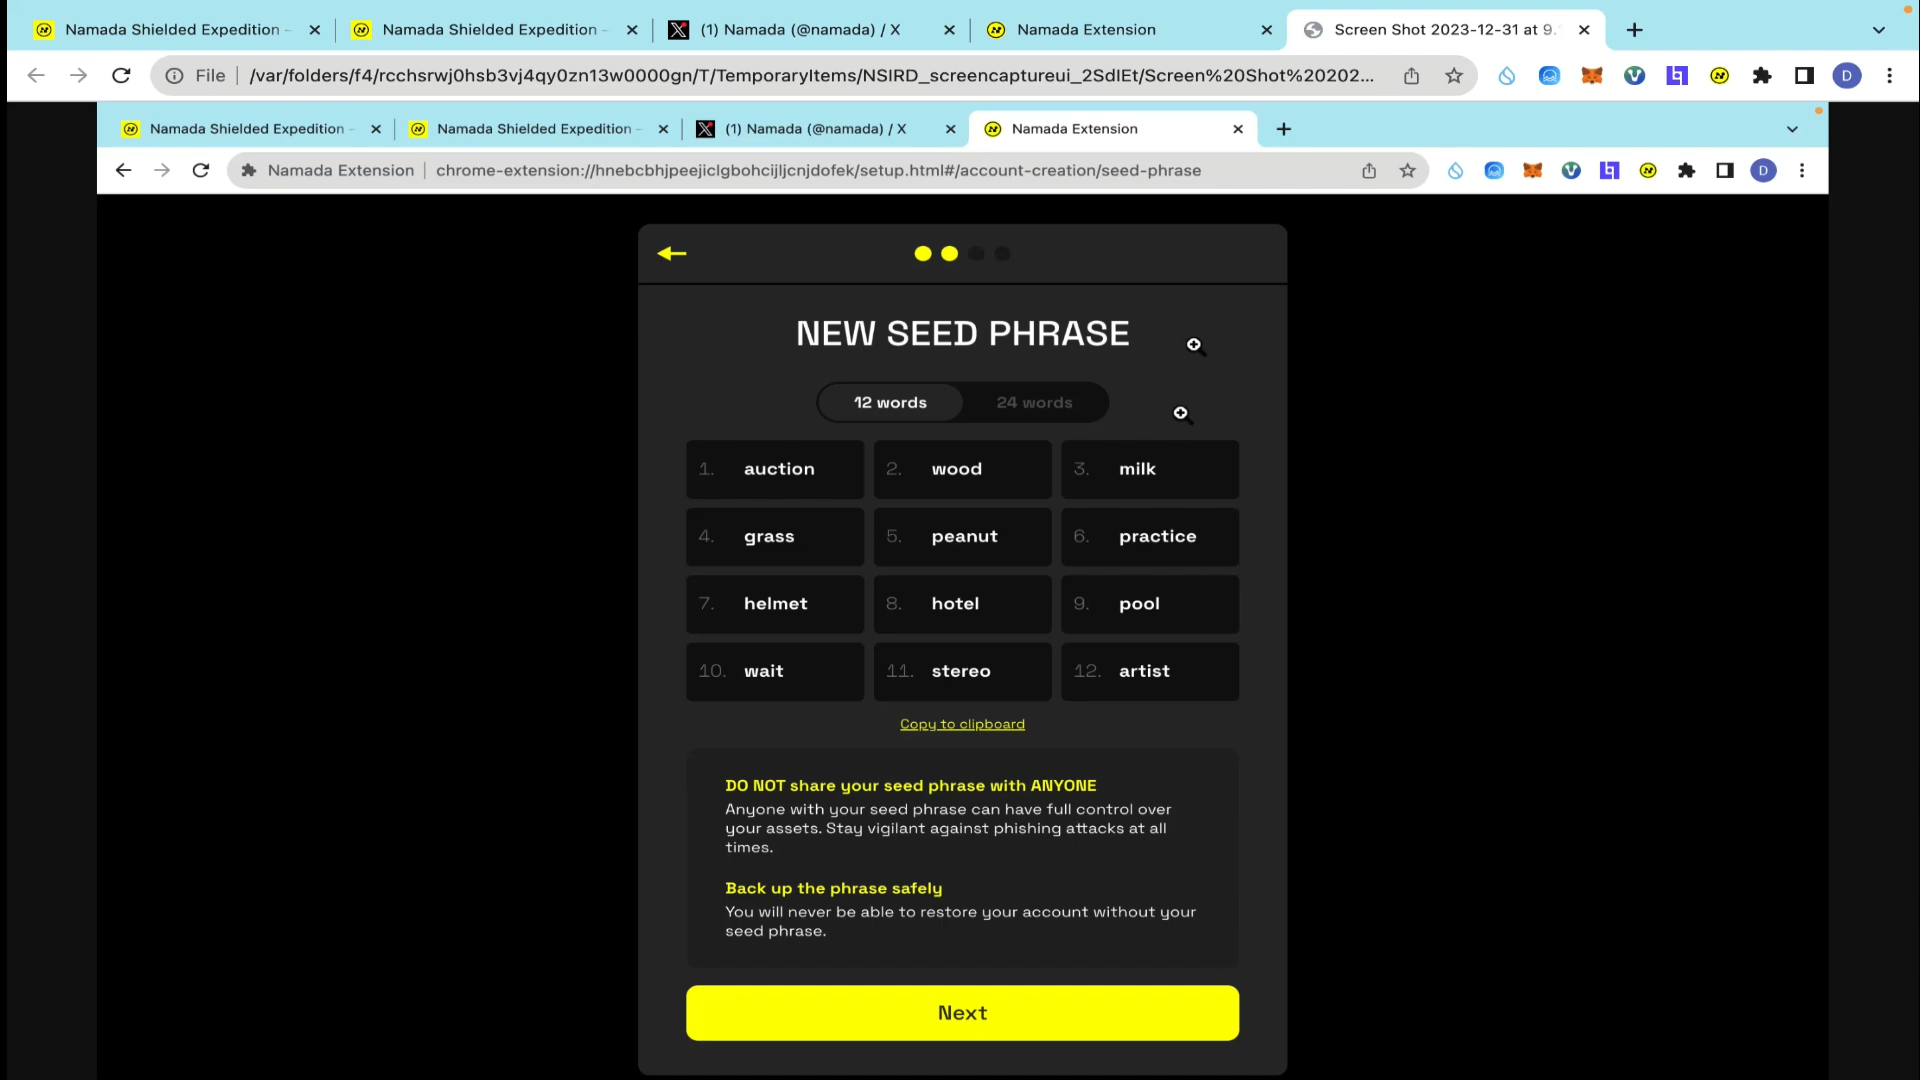 Namada Shielded Expedition -
Namada Shielded Expedition -
(1) Namada (@namada) / X
Namada Extension
Screen Shot 2023-12-31 at 9.
File
/var/folders/f4/rcchsrwj0hsb3vj4qy0zn13w0000gn/T/TemporaryItems/NSIRD_screencaptureui_2SdIEt/Screen%20Shot%20202...
D
Namada Shielded Expedition -
Namada Shielded Expedition -
(1) Namada (@namada) / X
Namada Extension
Namada Extension
chrome-extension://hnebcbhjpeejiclgbohcijljcnjdofek/setup.html#/account-creation/seed-phrase
D
NEW SEED PHRASE
12 words 24 words
1. auction 2. wood 3. milk
4. grass 5. peanut 6. practice
7. helmet 8. hotel 9. pool
10. wait 11. stereo 12. artist
Copy to clipboard
DO NOT share your seed phrase with ANYONE
Anyone with your seed phrase can have full control over
your assets. Stay vigilant against phishing attacks at all
times.
Back up the phrase safely
You will never be able to restore your account without your
seed phrase.
Next